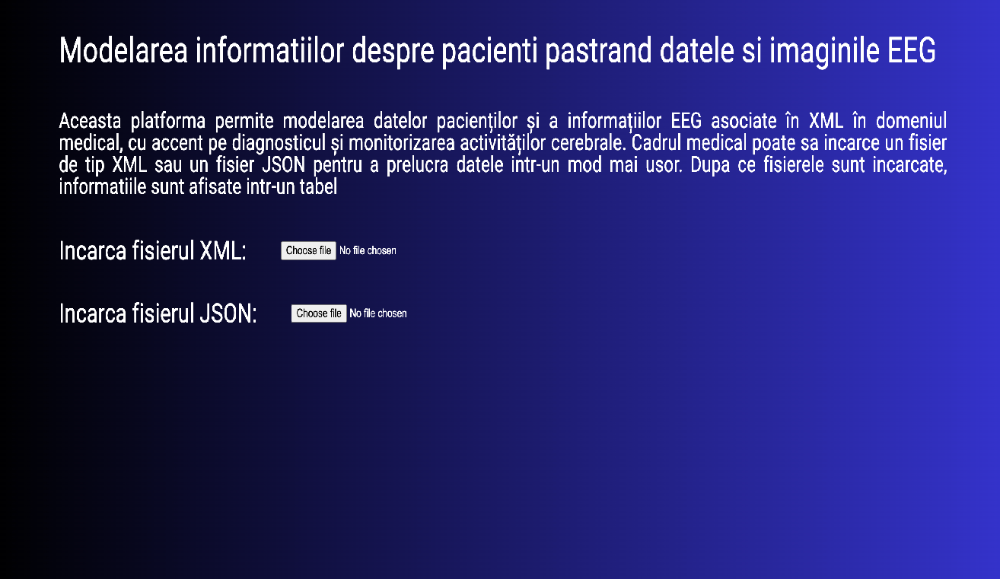 Modelarea informatiilor despre pacienti pastrand datele si imaginile EEG
Aceasta platforma permite modelarea datelor pacienților și a informațiilor EEG asociate în XML în domeniul
medical, cu accent pe diagnosticul și monitorizarea activităților cerebrale. Cadrul medical poate sa incarce un fisier
de tip XML sau un fisier JSON pentru a prelucra datele intr-un mod mai usor. Dupa ce fisierele sunt incarcate,
informatiile sunt afisate intr-un tabel
Incarca fisierul XML: Choose file No file chosen
Incarca fisierul JSON: Choose file No file chosen